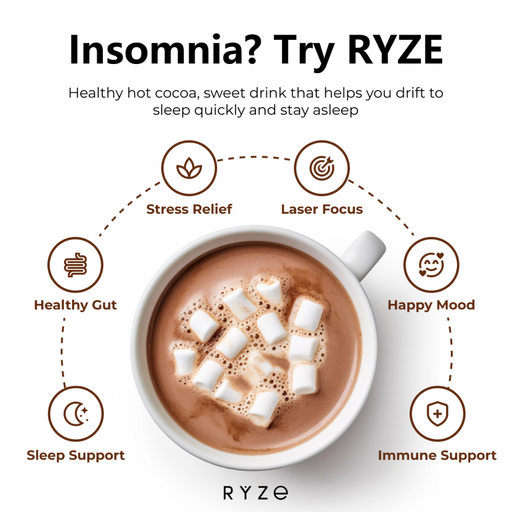 Insomnia? Try RYZE
Healthy hot cocoa, sweet drink that helps you drift to
sleep quickly and stay asleep
Stress Relief
Laser Focus
Healthy Gut
Happy Mood
Sleep Support
Immune Support
RYZE